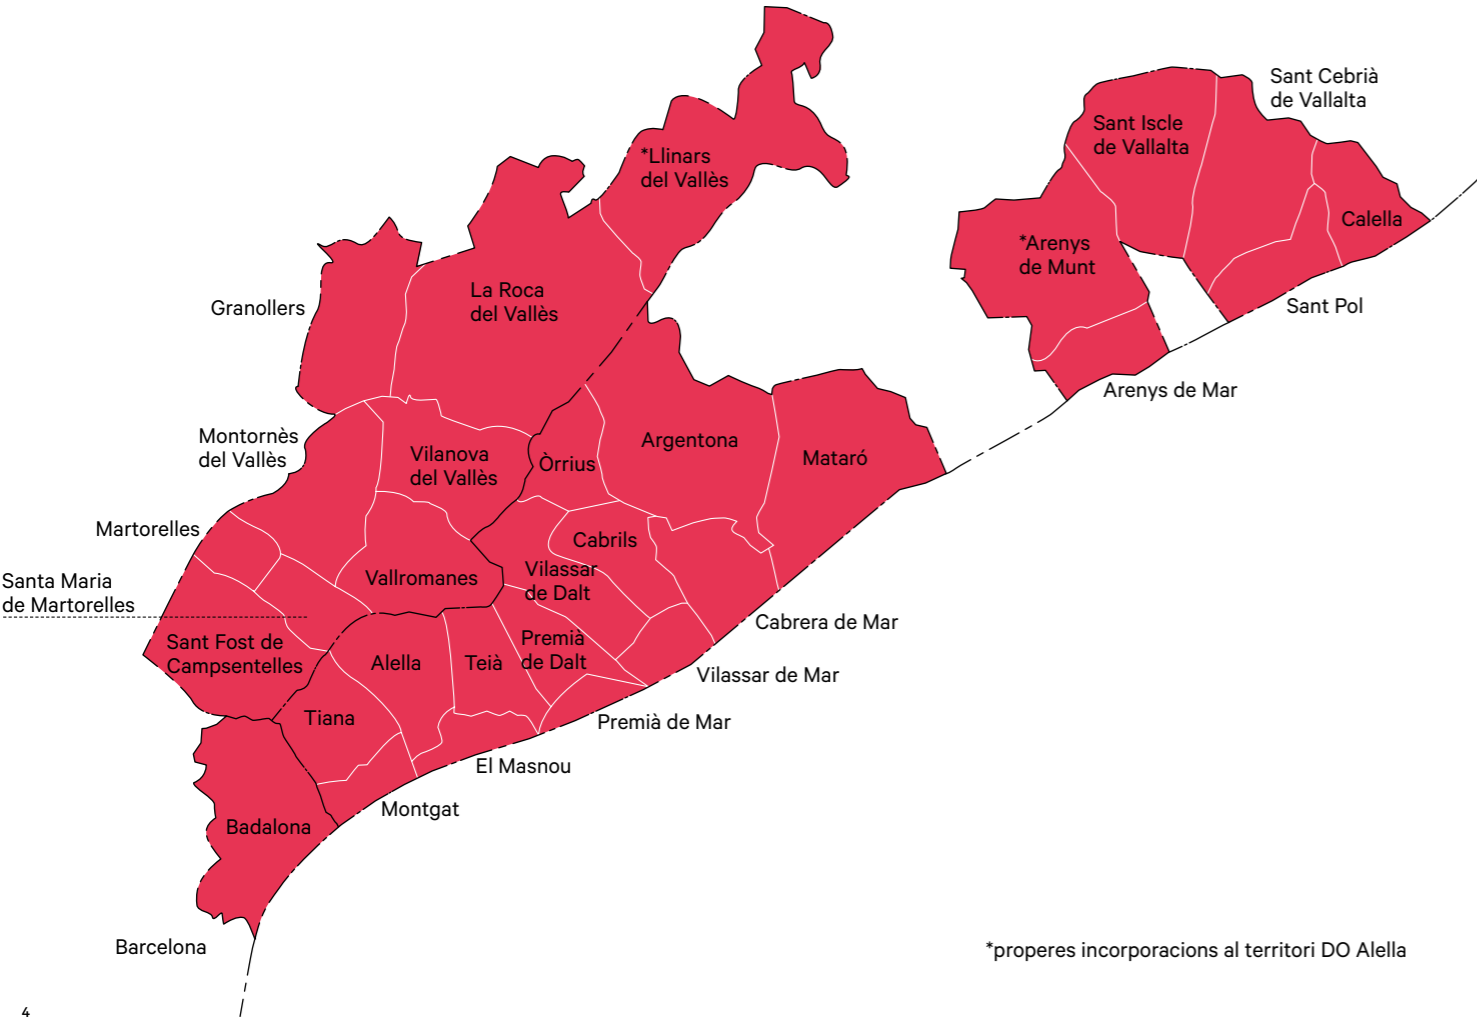 Sant Cebrià
de Vallalta
Sant Iscle
de Vallalta
*Llinars
del Vallès
Calella
*Arenys
de Munt
Granollers
La Roca
del Vallès
Sant Pol
Arenys de Mar
Montornès
del Vallès
Vilanova
del Vallès
Òrrius
Argentona
Mataró
Martorelles
Cabrils
Santa Maria
de Martorelles
Vallromanes
Vilassar
de Dalt
Cabrera de Mar
Sant Fost de
Campsentelles
Alella
Teià
Premià
de Dalt
Vilassar de Mar
Tiana
Premià de Mar
El Masnou
Montgat
Badalona
Barcelona
*properes incorporacions al territori DO Alella
4